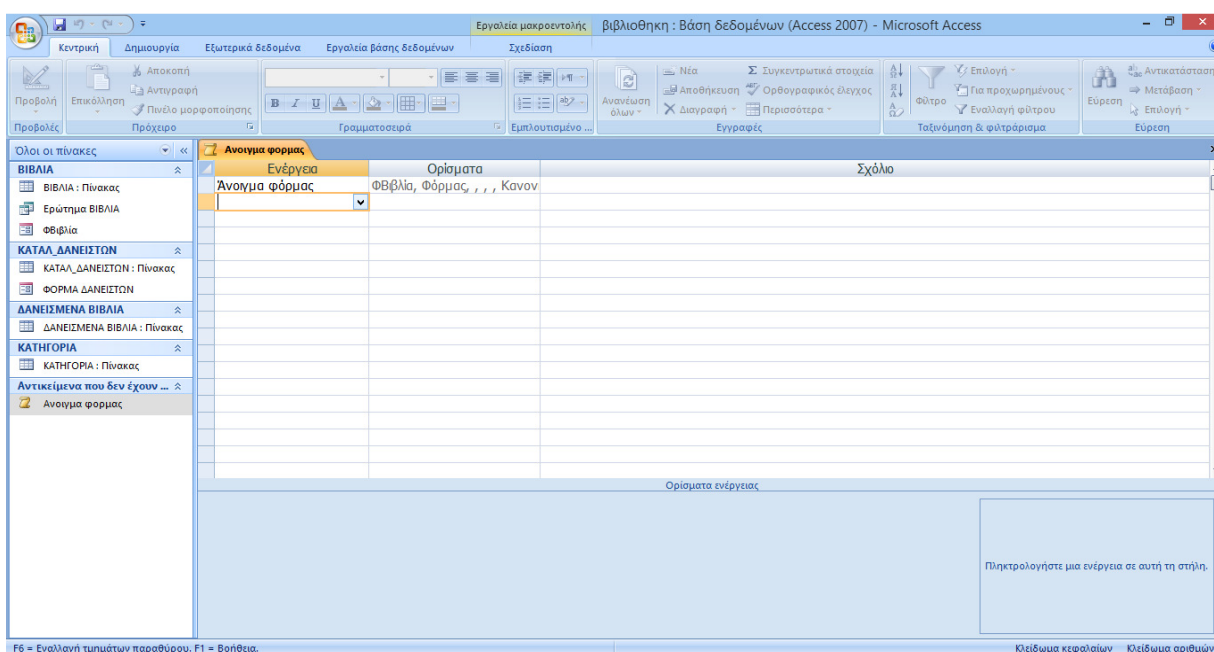 Εργαλεία μακροεντολής βιβλιοθηκη : Βάση δεδομένων (Access 2007) - Microsoft Access
Κεντρική Δημιουργία Εξωτερικά δεδομένα Εργαλεία βάσης δεδομένων Σχεδίαση
Προβολή
Προβολές
Επικόλληση
Αποκοπή
Αντιγραφή
Πινέλο μορφοποίησης
Πρόχειρο
B I U A
Γραμματοσειρά
Εμπλουτισμένο ...
Ανανέωση
όλων
Νέα
Αποθήκευση
Διαγραφή
Συγκεντρωτικά στοιχεία
Ορθογραφικός έλεγχος
Περισσότερα
Εγγραφές
Φίλτρο
Επιλογή
Για προχωρημένους
Εναλλαγή φίλτρου
Ταξινόμηση & φιλτράρισμα
Εύρεση
Αντικατάσταση
Μετάβαση
Επιλογή
Εύρεση
Όλοι οι πίνακες
ΒΙΒΛΙΑ
ΒΙΒΛΙΑ : Πίνακας
Ερώτημα ΒΙΒΛΙΑ
ΦΒιβλία
ΚΑΤΑΛ_ΔΑΝΕΙΣΤΩΝ
ΚΑΤΑΛ_ΔΑΝΕΙΣΤΩΝ : Πίνακας
ΦΟΡΜΑ ΔΑΝΕΙΣΤΩΝ
ΔΑΝΕΙΣΜΕΝΑ ΒΙΒΛΙΑ
ΔΑΝΕΙΣΜΕΝΑ ΒΙΒΛΙΑ : Πίνακας
ΚΑΤΗΓΟΡΙΑ
ΚΑΤΗΓΟΡΙΑ : Πίνακας
Αντικείμενα που δεν έχουν ...
Ανοιγμα φορμας
Ανοιγμα φορμας
Ενέργεια Ορίσματα Σχόλιο
Άνοιγμα φόρμας ΦΒιβλία, Φόρμας, , , , Κανον
Ορίσματα ενέργειας
Πληκτρολογήστε μια ενέργεια σε αυτή τη στήλη.
F6 = Εναλλαγή τμημάτων παραθύρου. F1 = Βοήθεια. Κλείδωμα κεφαλαίων Κλείδωμα αριθμών